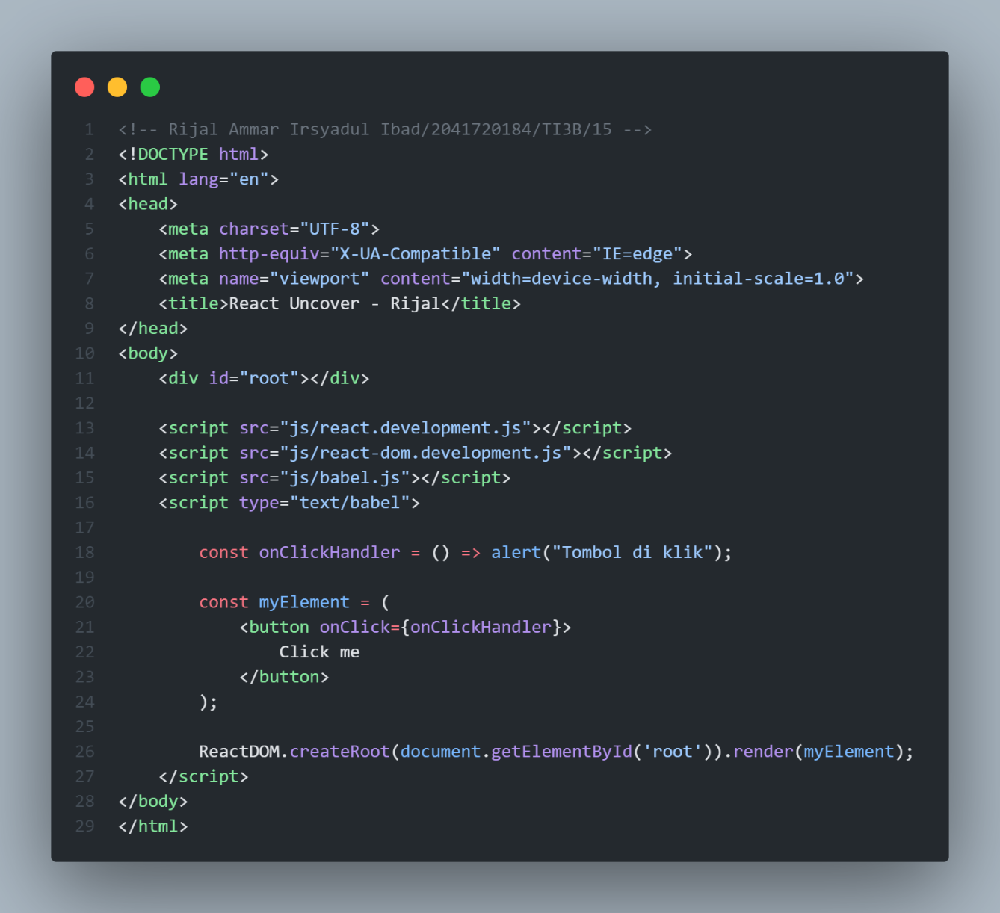 1 <!-- Rijal Ammar Irsyadul Ibad/2041720184/TI3B/15 -->
2 <!DOCTYPE html>
3 <html lang="en">
4 <head>
5     <meta charset="UTF-8">
6     <meta http-equiv="X-UA-Compatible" content="IE=edge">
7     <meta name="viewport" content="width=device-width, initial-scale=1.0">
8     <title>React Uncover - Rijal</title>
9 </head>
10 <body>
11     <div id="root"></div>
12
13     <script src="js/react.development.js"></script>
14     <script src="js/react-dom.development.js"></script>
15     <script src="js/babel.js"></script>
16     <script type="text/babel">
17
18         const onClickHandler = () => alert("Tombol di klik");
19
20         const myElement = (
21             <button onClick={onClickHandler}>
22                 Click me
23             </button>
24         );
25
26         ReactDOM.createRoot(document.getElementById('root')).render(myElement);
27     </script>
28 </body>
29 </html>